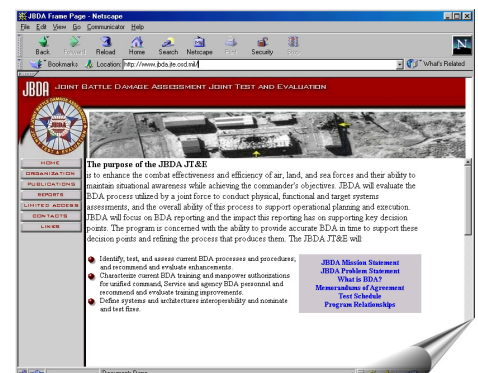 JBDA Frame Page - Netscape
File Edit View Go Communicator Help
Back Forward Reload Home Search Netscape Print Security Stop
Bookmarks Location: http://www.jbda.jte.osd.mil/ What's Related
JBDA JOINT BATTLE DAMAGE ASSESSMENT JOINT TEST AND EVALUATION
JBDA
HOME
ORGANIZATION
PUBLICATIONS
REPORTS
LIMITED ACCESS
CONTACTS
LINKS
The purpose of the JBDA JT&E
is to enhance the combat effectiveness and efficiency of air, land, and sea forces and their ability to
maintain situational awareness while achieving the commander's objectives. JBDA will evaluate the
BDA process utilized by a joint force to conduct physical, functional and target systems
assessments, and the overall ability of this process to support operational planning and execution.
JBDA will focus on BDA reporting and the impact this reporting has on supporting key decision
points. The program is concerned with the ability to provide accurate BDA in time to support these
decision points and refining the process that produces them. The JBDA JT&E will:
Identify, test, and assess current BDA processes and procedures,
and recommend and evaluate enhancements.
Characterize current BDA training and manpower authorizations
for unified command, Service and agency BDA personnel and
recommend and evaluate training improvements.
Define systems and architectures interoperability and nominate
and test fixes.
JBDA Mission Statement
JBDA Problem Statement
What is BDA?
Memorandums of Agreement
Test Schedule
Program Relationships
Document: Done